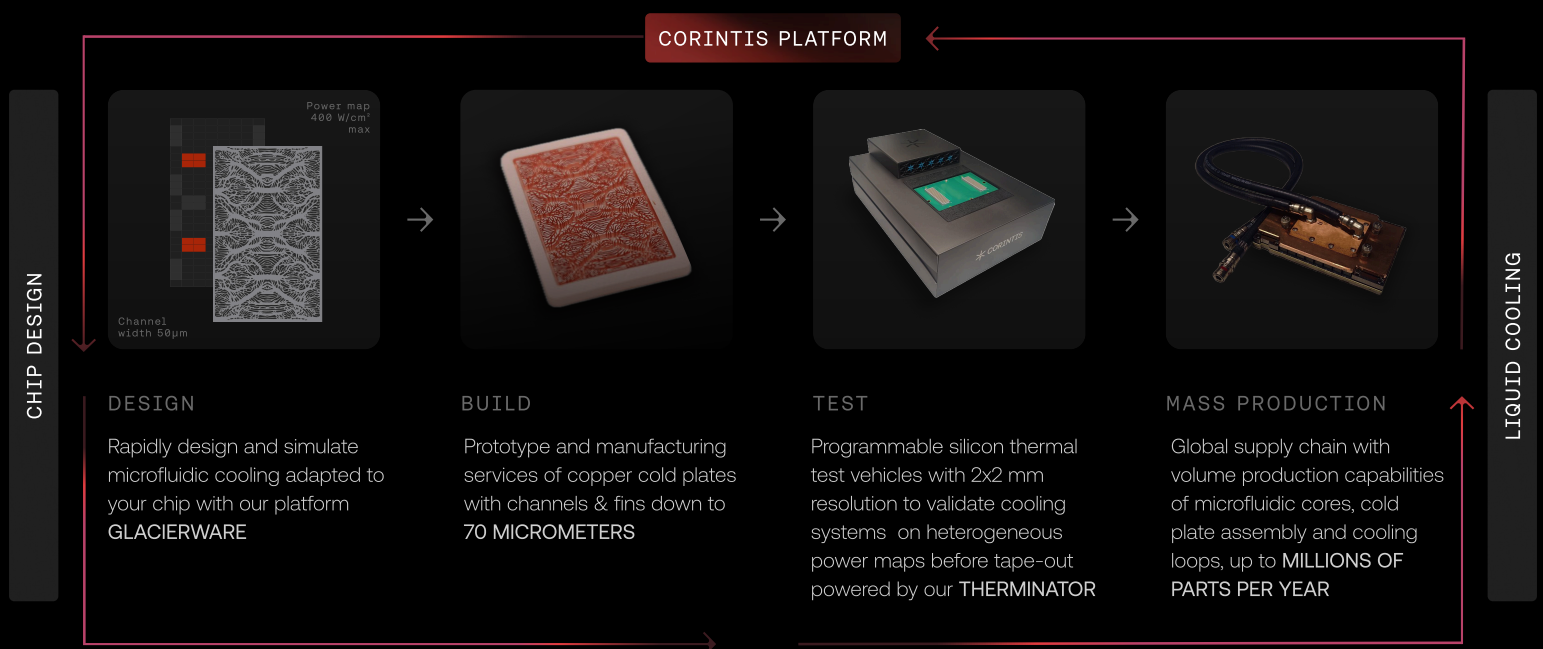 CORINTIS PLATFORM
CHIP DESIGN
Power map
400 W/cm²
max
Channel
width 50µm
CORINTIS
LIQUID COOLING
DESIGN
Rapidly design and simulate
microfluidic cooling adapted to
your chip with our platform
GLACIERWARE
BUILD
Prototype and manufacturing
services of copper cold plates
with channels & fins down to
70 MICROMETERS
TEST
Programmable silicon thermal
test vehicles with 2x2 mm
resolution to validate cooling
systems  on heterogeneous
power maps before tape-out
powered by our THERMINATOR
MASS PRODUCTION
Global supply chain with
volume production capabilities
of microfluidic cores, cold
plate assembly and cooling
loops, up to MILLIONS OF
PARTS PER YEAR